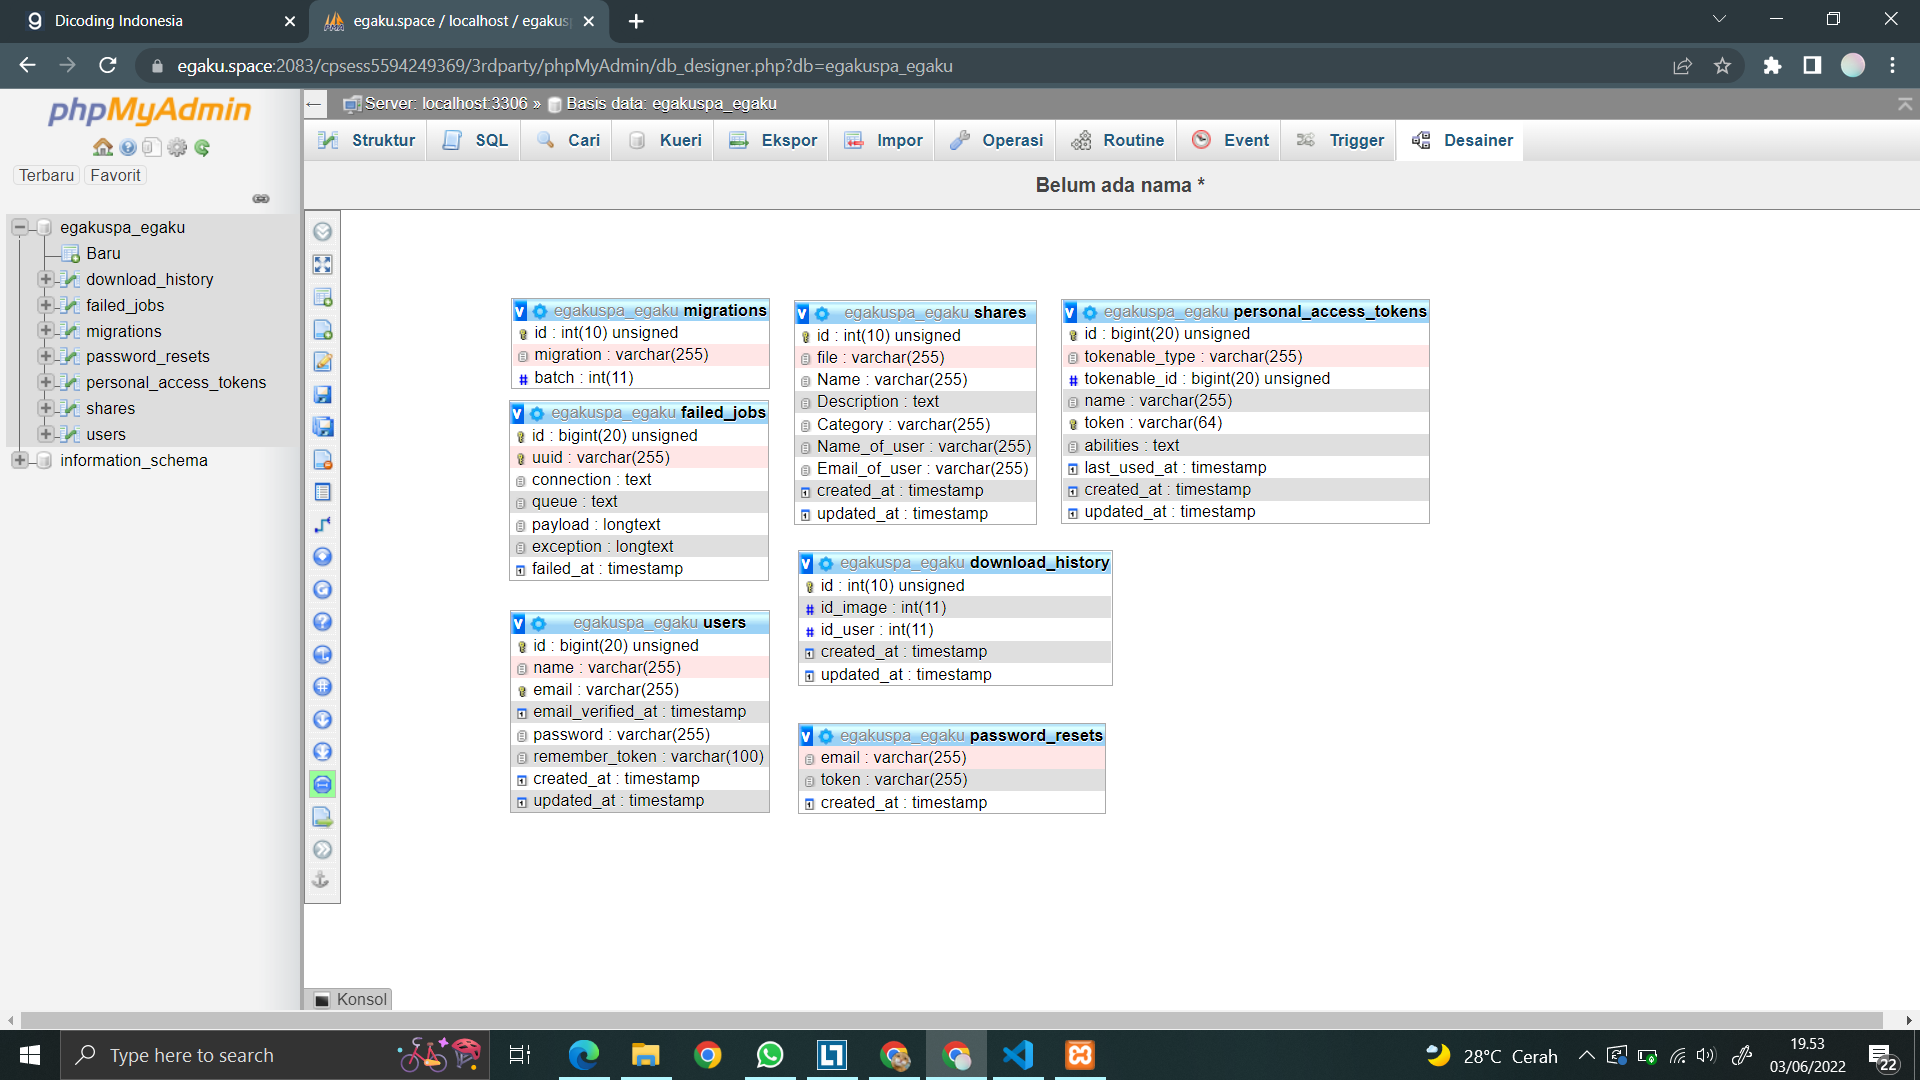 Dicoding Indonesia
egaku.space / localhost / egakusp
egaku.space:2083/cpsess5594249369/3rdparty/phpMyAdmin/db_designer.php?db=egakuspa_egaku
phpMyAdmin
Terbaru Favorit
egakuspa_egaku
Baru
download_history
failed_jobs
migrations
password_resets
personal_access_tokens
shares
users
information_schema
Server: localhost:3306 » Basis data: egakuspa_egaku
Struktur SQL Cari Kueri Ekspor Impor Operasi Routine Event Trigger Desainer
Belum ada nama *
v egakuspa_egaku migrations
id : int(10) unsigned
migration : varchar(255)
# batch : int(11)
v egakuspa_egaku failed_jobs
id : bigint(20) unsigned
uuid : varchar(255)
connection : text
queue : text
payload : longtext
exception : longtext
failed_at : timestamp
v egakuspa_egaku users
id : bigint(20) unsigned
name : varchar(255)
email : varchar(255)
email_verified_at : timestamp
password : varchar(255)
remember_token : varchar(100)
created_at : timestamp
updated_at : timestamp
v egakuspa_egaku shares
id : int(10) unsigned
file : varchar(255)
Name : varchar(255)
Description : text
Category : varchar(255)
Name_of_user : varchar(255)
Email_of_user : varchar(255)
created_at : timestamp
updated_at : timestamp
v egakuspa_egaku personal_access_tokens
id : bigint(20) unsigned
tokenable_type : varchar(255)
# tokenable_id : bigint(20) unsigned
name : varchar(255)
token : varchar(64)
abilities : text
last_used_at : timestamp
created_at : timestamp
updated_at : timestamp
v egakuspa_egaku download_history
id : int(10) unsigned
# id_image : int(11)
# id_user : int(11)
created_at : timestamp
updated_at : timestamp
v egakuspa_egaku password_resets
email : varchar(255)
token : varchar(255)
created_at : timestamp
Konsol
Type here to search
28°C Cerah
19.53
03/06/2022
22